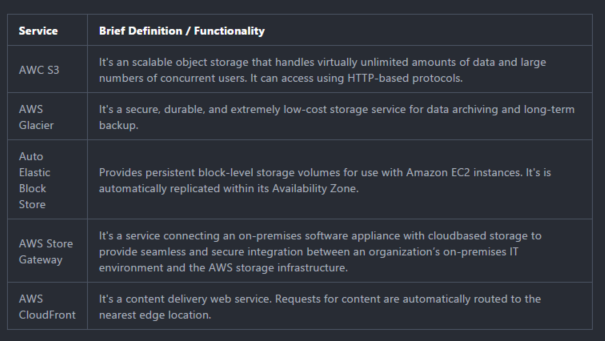 Service Brief Definition / Functionality
AWC S3
It's an scalable object storage that handles virtually unlimited amounts of data and large
numbers of concurrent users. It can access using HTTP-based protocols.
AWS
Glacier
It's a secure, durable, and extremely low-cost storage service for data archiving and long-term
backup.
Auto
Elastic
Block
Store
Provides persistent block-level storage volumes for use with Amazon EC2 instances. It's is
automatically replicated within its Availability Zone.
AWS Store
Gateway
It's a service connecting an on-premises software appliance with cloudbased storage to
provide seamless and secure integration between an organization's on-premises IT
environment and the AWS storage infrastructure.
AWS
CloudFront
It's a content delivery web service. Requests for content are automatically routed to the
nearest edge location.